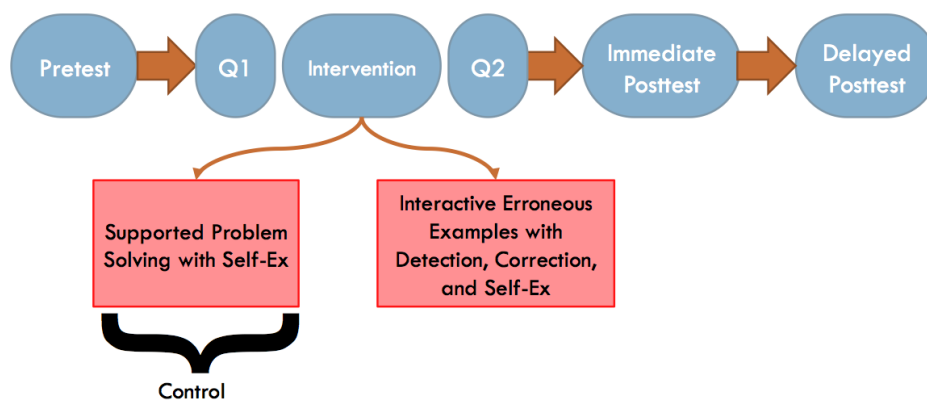 Pretest
Q1
Intervention
Q2
Immediate
Posttest
Delayed
Posttest
Supported Problem
Solving with Self-Ex
Interactive Erroneous
Examples with
Detection, Correction,
and Self-Ex
Control